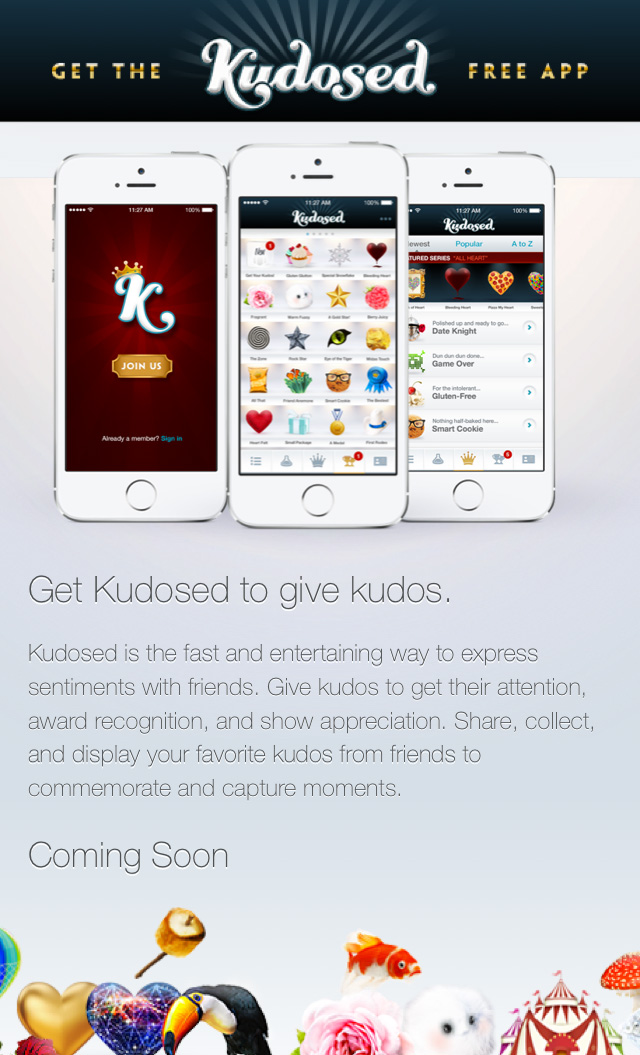 GET THE Kudosed. FREE APP
11:27 AM 100%
K
JOIN US
Already a member? Sign in
11:27 AM 100%
Kudosed
1
Get Your Kudos! Gluten Glutton Special Snowflake Bleeding Heart
Fragrant Warm Fuzzy A Gold Star! Berry Juicy
The Zone Rock Star Eye of the Tiger Midas Touch
All That Friend Anemone Smart Cookie The Bestest
Heart Felt Small Package A Medal
1
11:27 AM 100%
Kudosed
ewest Popular A to Z
TURED SERIES "ALL HEART"
of Heart Bleeding Heart Pizza My Heart
Polished up and ready to go...
Date Knight
Dun dun dun done...
Game Over
For the intolerant...
Gluten-Free
Nothing half-baked here...
Smart Cookie
Get Kudosed to give kudos.
Kudosed is the fast and entertaining way to express
sentiments with friends. Give kudos to get their attention,
award recognition, and show appreciation. Share, collect,
and display your favorite kudos from friends to
commemorate and capture moments.
Coming Soon